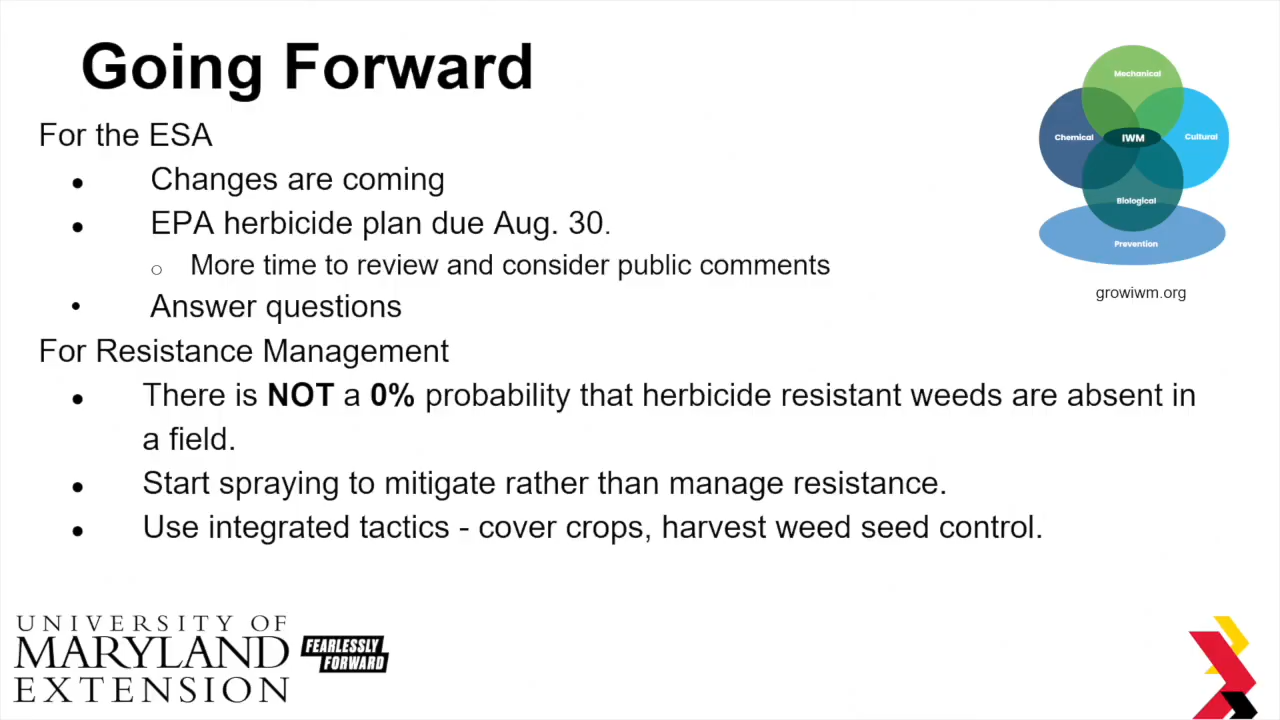 Going Forward
For the ESA
● Changes are coming
● EPA herbicide plan due Aug. 30.
○ More time to review and consider public comments
• Answer questions
For Resistance Management
● There is NOT a 0% probability that herbicide resistant weeds are absent in
a field.
● Start spraying to mitigate rather than manage resistance.
● Use integrated tactics - cover crops, harvest weed seed control.
Mechanical
Chemical
IWM
Cultural
Biological
Prevention
growiwm.org
UNIVERSITY OF
MARYLAND
EXTENSION
FEARLESSLY
FORWARD